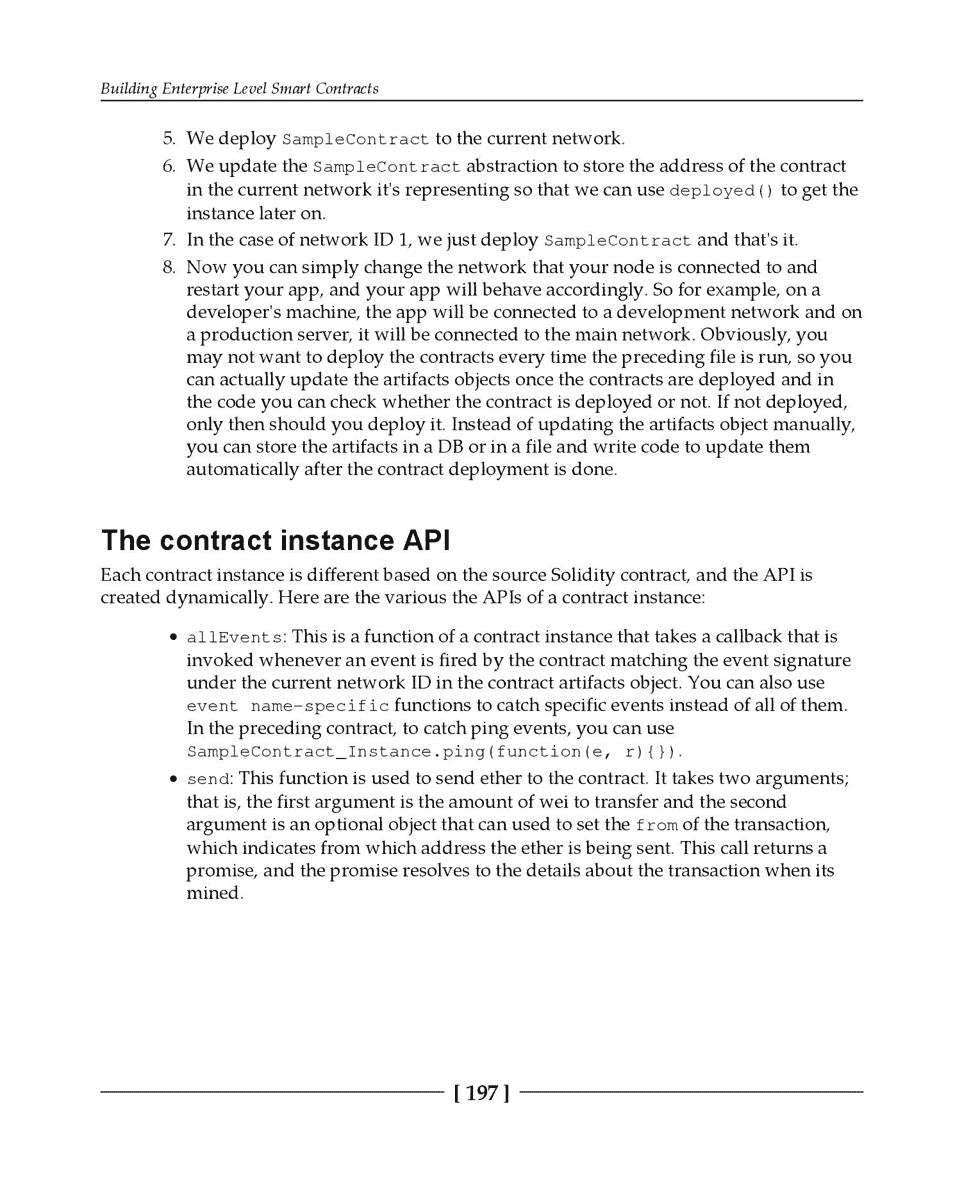 Building Enterprise Level Smart Contracts
5. We deploy SampleContract to the current network.
6. We update the SampleContract abstraction to store the address of the contract
in the current network it's representing so that we can use deployed() to get the
instance later on.
7. In the case of network ID 1, we just deploy SampleContract and that's it.
8. Now you can simply change the network that your node is connected to and
restart your app, and your app will behave accordingly. So for example, on a
developer's machine, the app will be connected to a development network and on
a production server, it will be connected to the main network. Obviously, you
may not want to deploy the contracts every time the preceding file is run, so you
can actually update the artifacts objects once the contracts are deployed and in
the code you can check whether the contract is deployed or not. If not deployed,
only then should you deploy it. Instead of updating the artifacts object manually,
you can store the artifacts in a DB or in a file and write code to update them
automatically after the contract deployment is done.
The contract instance API
Each contract instance is different based on the source Solidity contract, and the API is
created dynamically. Here are the various the APIs of a contract instance:
• allEvents: This is a function of a contract instance that takes a callback that is
invoked whenever an event is fired by the contract matching the event signature
under the current network ID in the contract artifacts object. You can also use
event name-specific functions to catch specific events instead of all of them.
In the preceding contract, to catch ping events, you can use
SampleContract_Instance.ping(function(e, r){}).
• send: This function is used to send ether to the contract. It takes two arguments;
that is, the first argument is the amount of wei to transfer and the second
argument is an optional object that can used to set the from of the transaction,
which indicates from which address the ether is being sent. This call returns a
promise, and the promise resolves to the details about the transaction when its
mined.
[ 197 ]